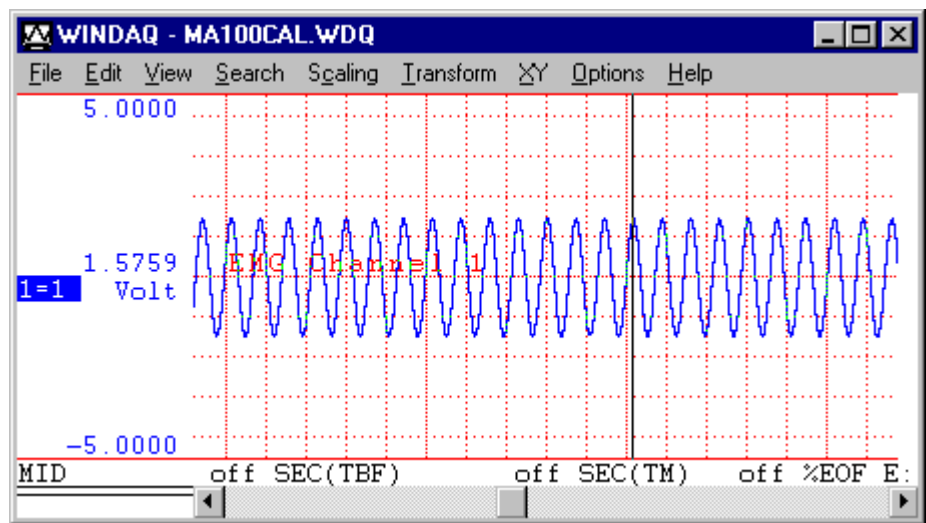 WINDAQ - MA100CAL.WDQ
File Edit View Search Scaling Transform XY Options Help
5.0000
1.5759 EMG Channel 1
1=1 Volt
-5.0000
MID off SEC(TBF) off SEC(TM) off %EOF E: